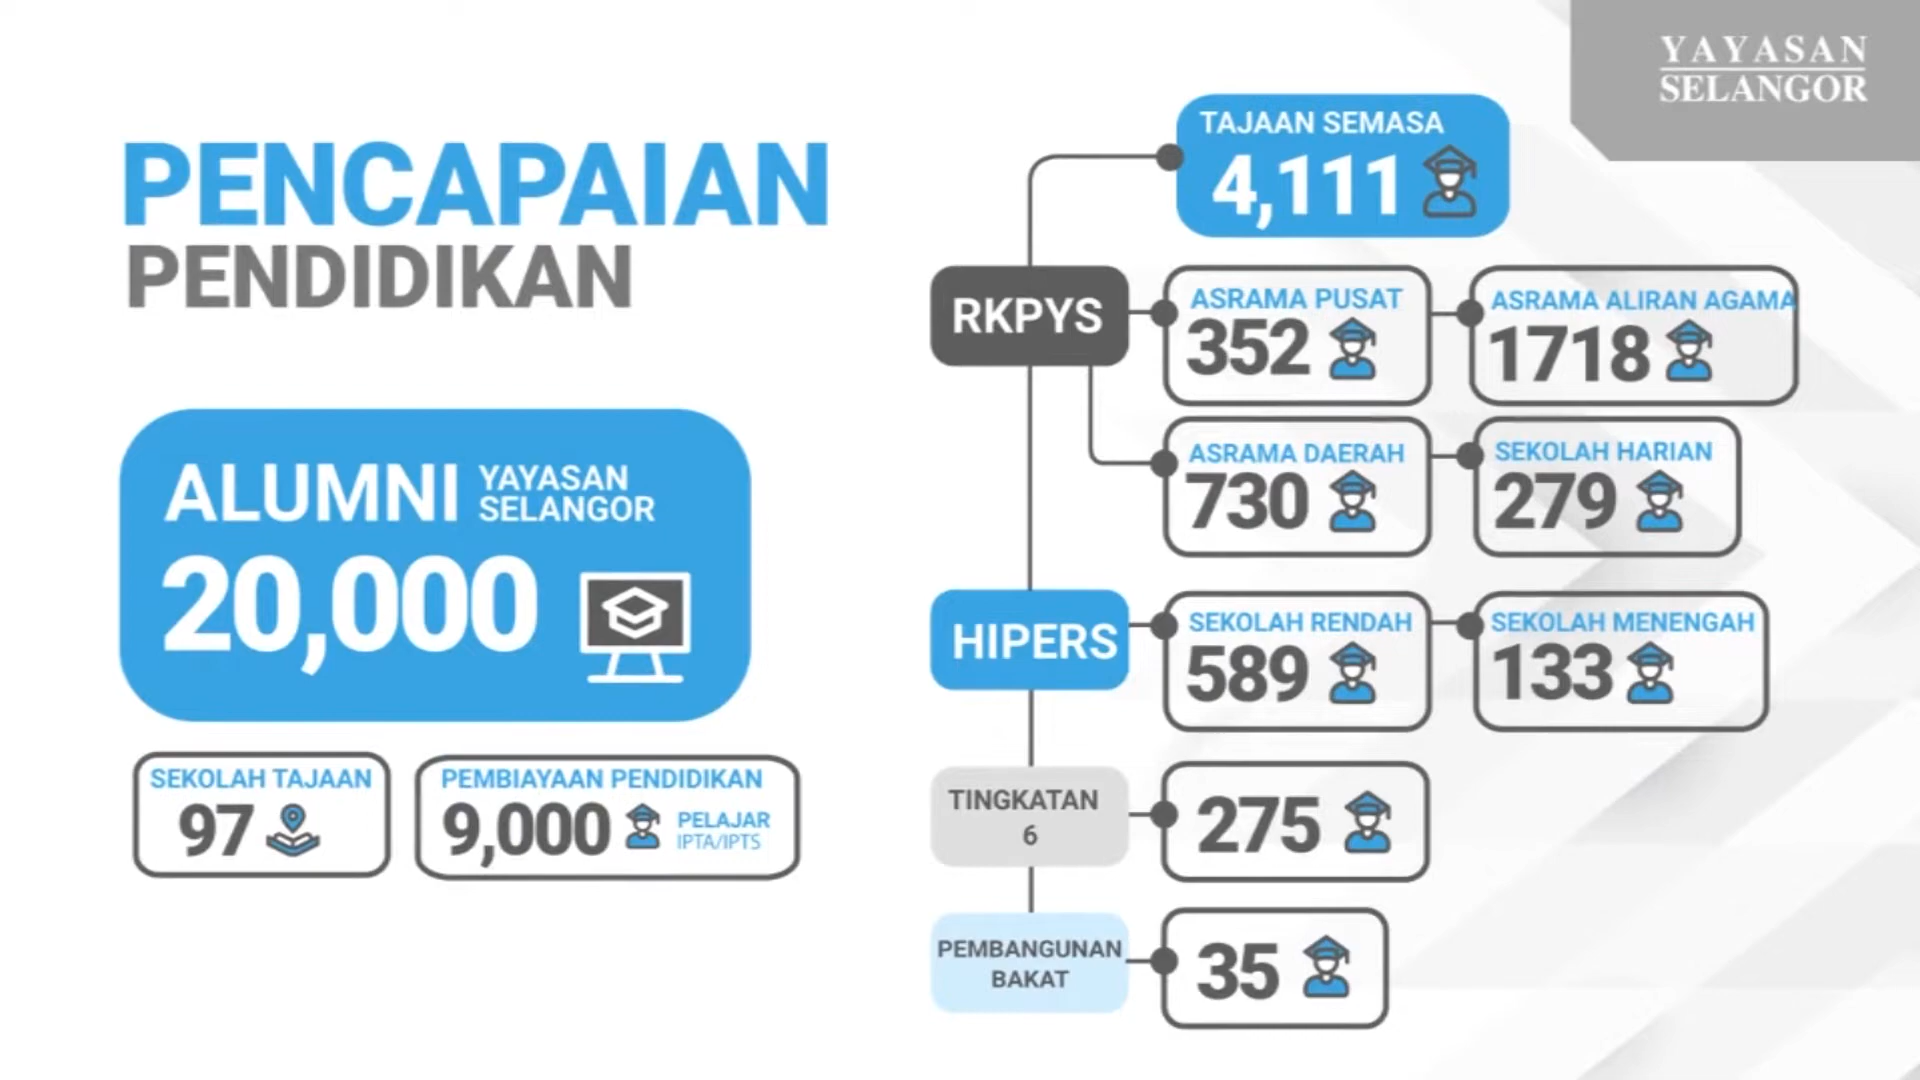 YAYASAN
SELANGOR
PENCAPAIAN
PENDIDIKAN
ALUMNI YAYASAN SELANGOR
20,000
SEKOLAH TAJAAN
97
PEMBIAYAAN PENDIDIKAN
9,000 PELAJAR IPTA/IPTS
TAJAAN SEMASA
4,111
RKPYS
ASRAMA PUSAT
352
ASRAMA ALIRAN AGAMA
1718
ASRAMA DAERAH
730
SEKOLAH HARIAN
279
HIPERS
SEKOLAH RENDAH
589
SEKOLAH MENENGAH
133
TINGKATAN
6
275
PEMBANGUNAN
BAKAT
35